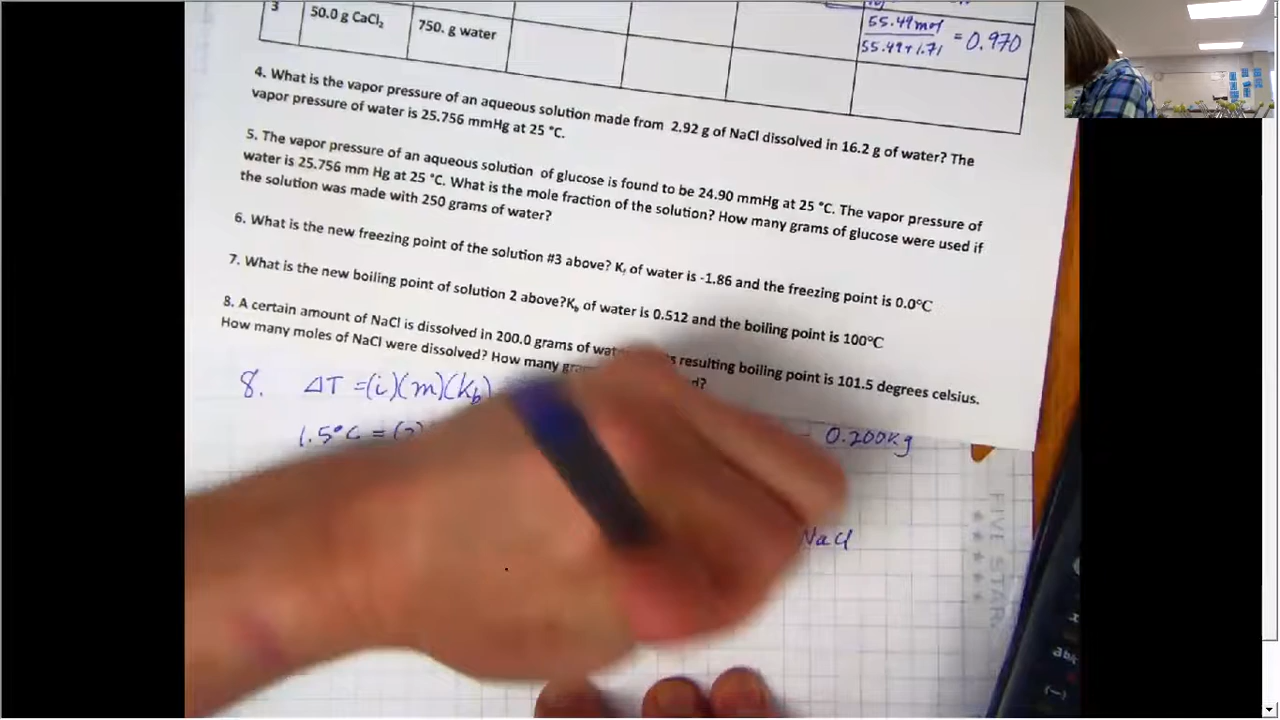 3 50.0 g CaCl₂ 750. g water 55.49 mol / 55.49+1.71 = 0.970
4. What is the vapor pressure of an aqueous solution made from 2.92 g of NaCl dissolved in 16.2 g of water? The
vapor pressure of water is 25.756 mmHg at 25 °C.
5. The vapor pressure of an aqueous solution of glucose is found to be 24.90 mmHg at 25 °C. The vapor pressure of
water is 25.756 mm Hg at 25 °C. What is the mole fraction of the solution? How many grams of glucose were used if
the solution was made with 250 grams of water?
6. What is the new freezing point of the solution #3 above? Kf of water is -1.86 and the freezing point is 0.0°C
7. What is the new boiling point of solution 2 above?Kb of water is 0.512 and the boiling point is 100°C
8. A certain amount of NaCl is dissolved in 200.0 grams of resulting boiling point is 101.5 degrees celsius.
How many moles of NaCl were dissolved? How many
8. ΔT = (i)(m)(Kb)
1.5°C = (2) 0.200kg
NaCl
FIVE STAR